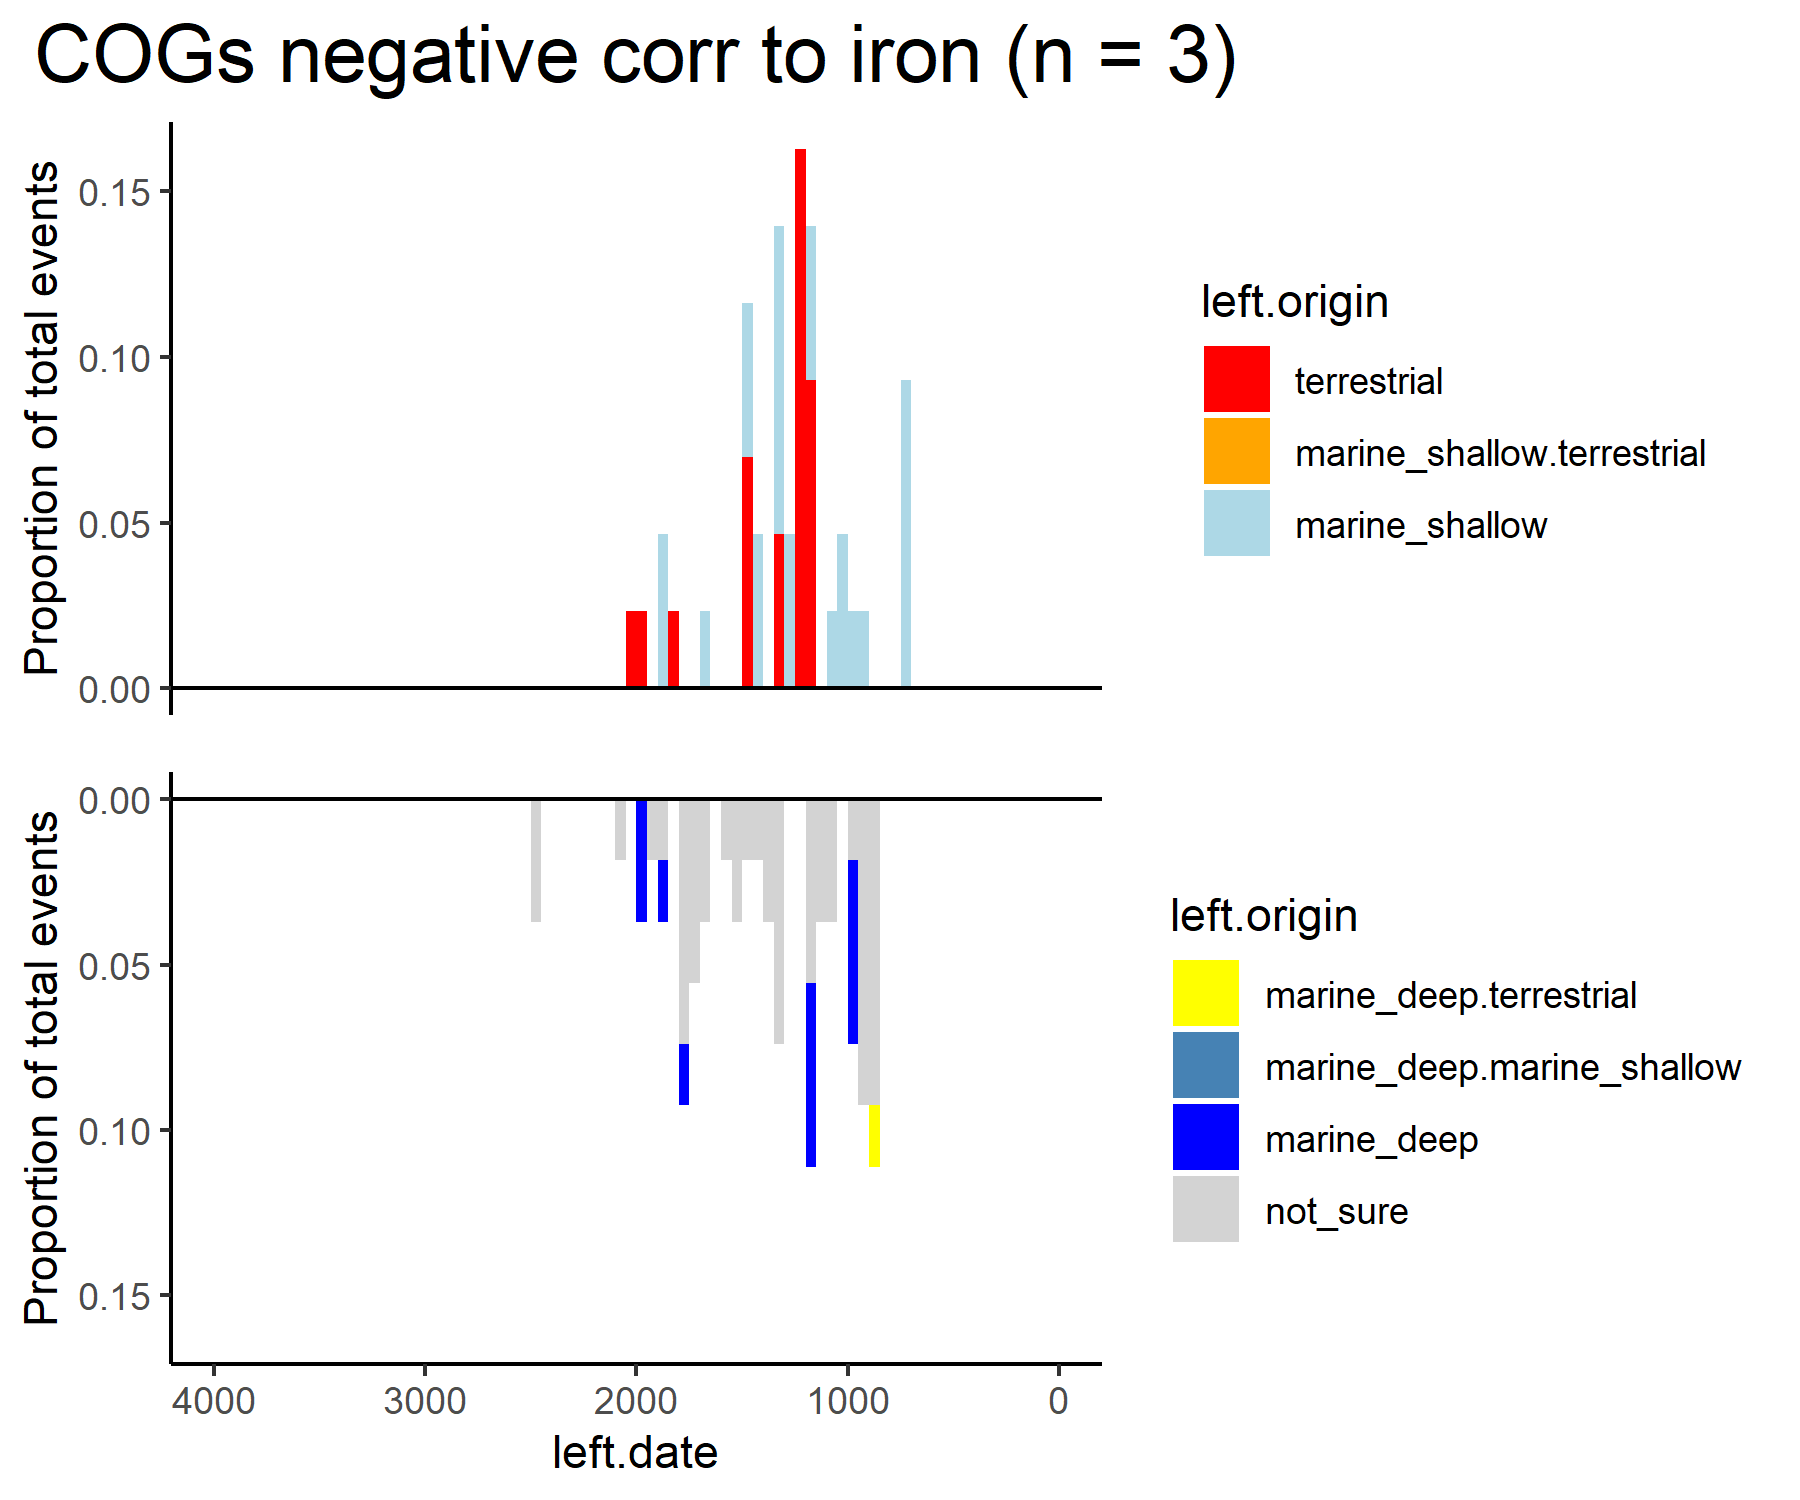 COGs negative corr to iron (n = 3)
Proportion of total events
0.15
0.10
0.05
0.00
left.origin
terrestrial
marine_shallow.terrestrial
marine_shallow
Proportion of total events
0.00
0.05
0.10
0.15
4000 3000 2000 1000 0
left.date
left.origin
marine_deep.terrestrial
marine_deep.marine_shallow
marine_deep
not_sure